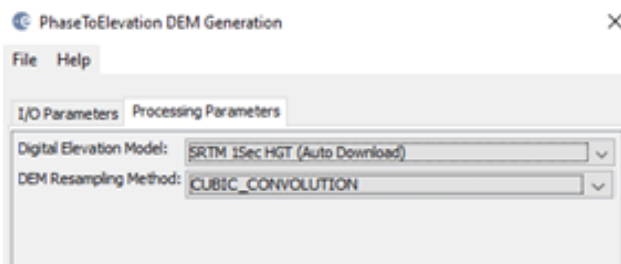 PhaseToElevation DEM Generation
File Help
I/O Parameters Processing Parameters
Digital Elevation Model: SRTM 1Sec HGT (Auto Download)
DEM Resampling Method: CUBIC_CONVOLUTION